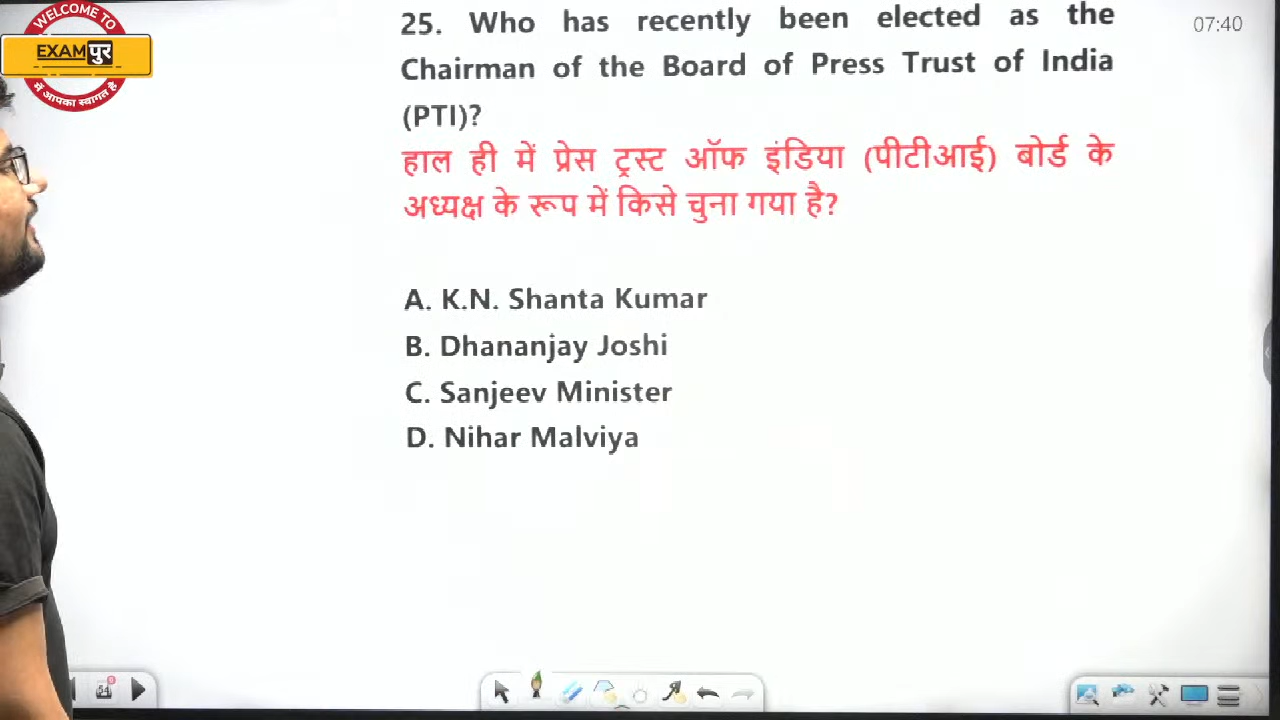 WELCOME TO
EXAMपुर
में आपका स्वागत है
07:40
25. Who has recently been elected as the
Chairman of the Board of Press Trust of India
(PTI)?
हाल ही में प्रेस ट्रस्ट ऑफ इंडिया (पीटीआई) बोर्ड के
अध्यक्ष के रूप में किसे चुना गया है?
A. K.N. Shanta Kumar
B. Dhananjay Joshi
C. Sanjeev Minister
D. Nihar Malviya